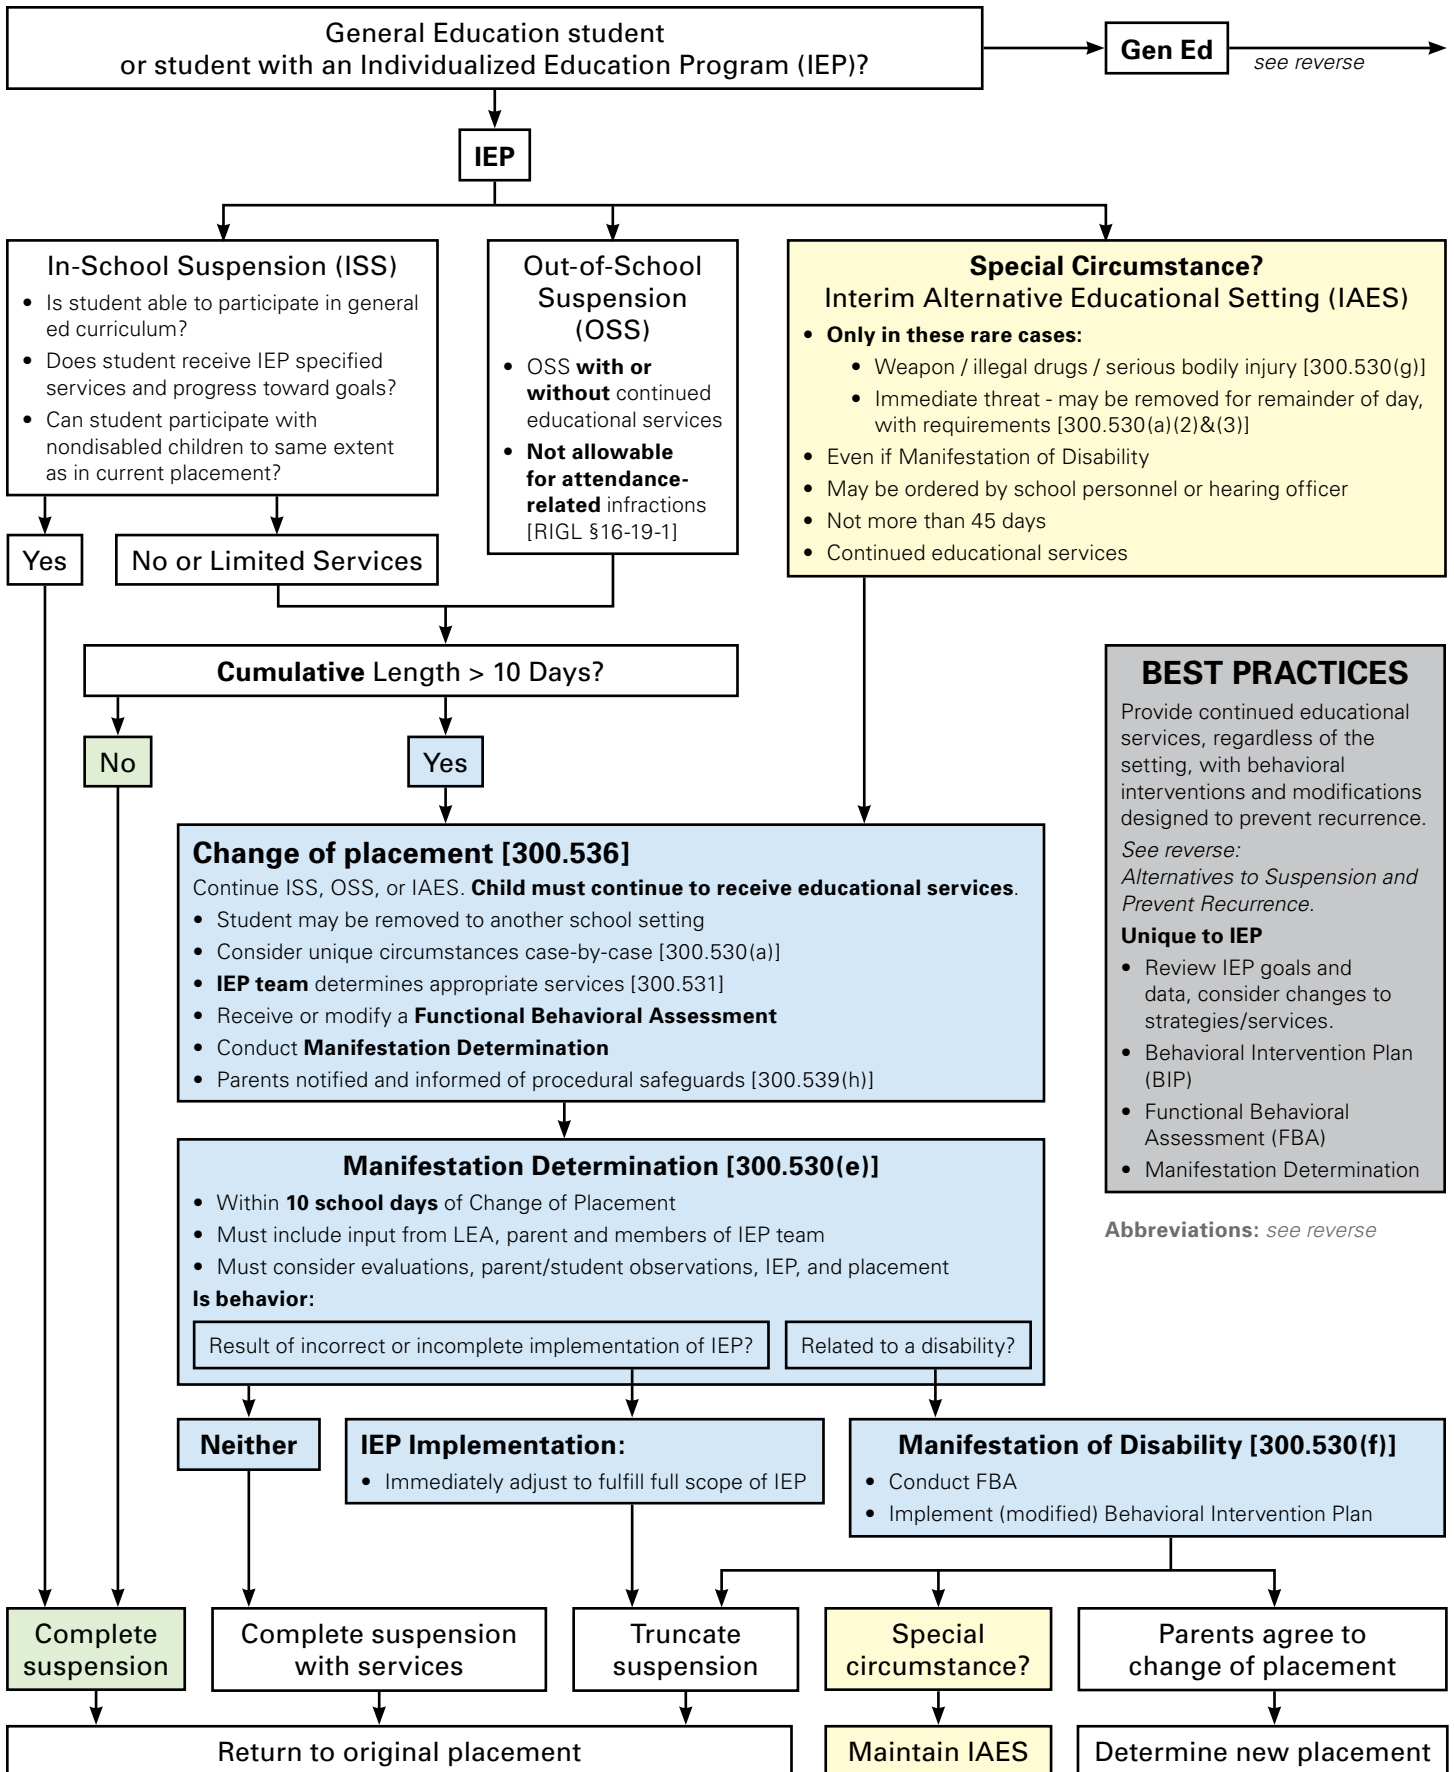 General Education student
or student with an Individualized Education Program (IEP)?
Gen Ed
see reverse
IEP
In-School Suspension (ISS)
• Is student able to participate in general
ed curriculum?
• Does student receive IEP specified
services and progress toward goals?
• Can student participate with
nondisabled children to same extent
as in current placement?
Out-of-School
Suspension
(OSS)
• OSS with or
without continued
educational services
• Not allowable
for attendance-
related infractions
[RIGL §16-19-1]
Special Circumstance?
Interim Alternative Educational Setting (IAES)
• Only in these rare cases:
• Weapon / illegal drugs / serious bodily injury [300.530(g)]
• Immediate threat - may be removed for remainder of day,
with requirements [300.530(a)(2)&(3)]
• Even if Manifestation of Disability
• May be ordered by school personnel or hearing officer
• Not more than 45 days
• Continued educational services
Yes
No or Limited Services
Cumulative Length > 10 Days?
No
Yes
BEST PRACTICES
Provide continued educational
services, regardless of the
setting, with behavioral
interventions and modifications
designed to prevent recurrence.
See reverse:
Alternatives to Suspension and
Prevent Recurrence.
Unique to IEP
• Review IEP goals and
data, consider changes to
strategies/services.
• Behavioral Intervention Plan
(BIP)
• Functional Behavioral
Assessment (FBA)
• Manifestation Determination
Abbreviations: see reverse
Change of placement [300.536]
Continue ISS, OSS, or IAES. Child must continue to receive educational services.
• Student may be removed to another school setting
• Consider unique circumstances case-by-case [300.530(a)]
• IEP team determines appropriate services [300.531]
• Receive or modify a Functional Behavioral Assessment
• Conduct Manifestation Determination
• Parents notified and informed of procedural safeguards [300.539(h)]
Manifestation Determination [300.530(e)]
• Within 10 school days of Change of Placement
• Must include input from LEA, parent and members of IEP team
• Must consider evaluations, parent/student observations, IEP, and placement
Is behavior:
Result of incorrect or incomplete implementation of IEP?
Related to a disability?
Neither
IEP Implementation:
• Immediately adjust to fulfill full scope of IEP
Manifestation of Disability [300.530(f)]
• Conduct FBA
• Implement (modified) Behavioral Intervention Plan
Complete
suspension
Complete suspension
with services
Truncate
suspension
Special
circumstance?
Parents agree to
change of placement
Return to original placement
Maintain IAES
Determine new placement